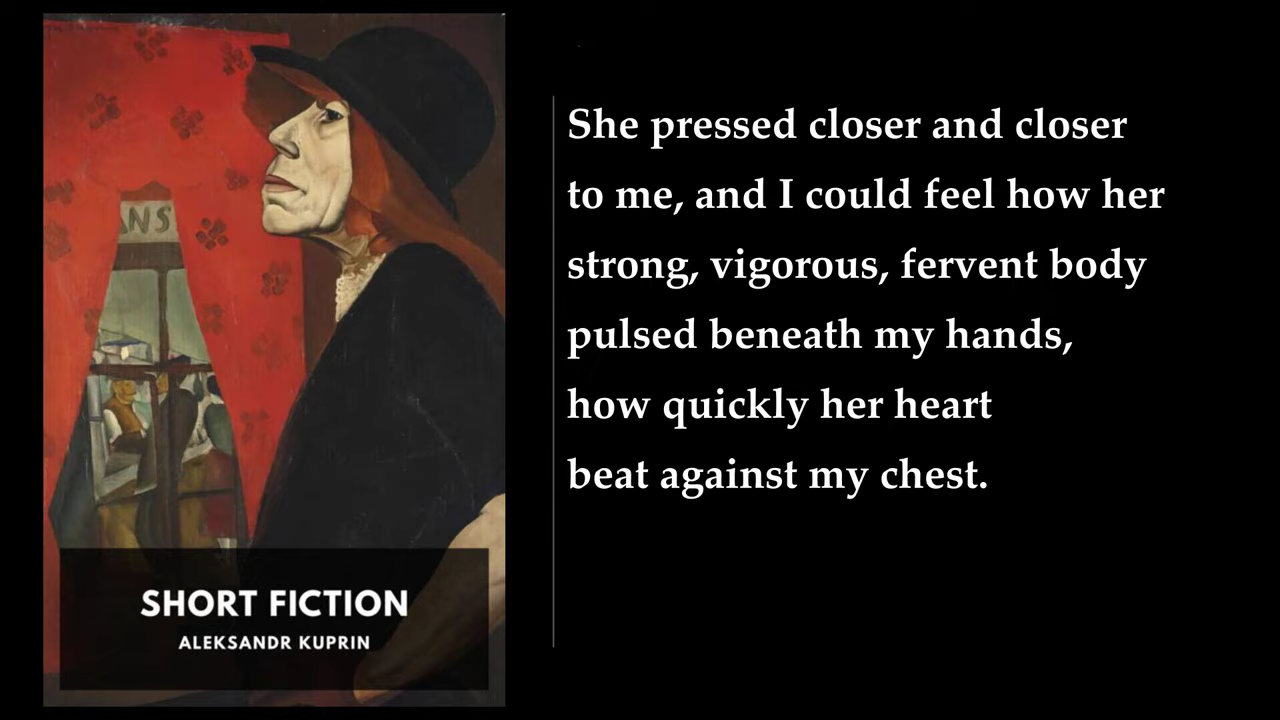 ANS
SHORT FICTION
ALEKSANDR KUPRIN
She pressed closer and closer
to me, and I could feel how her
strong, vigorous, fervent body
pulsed beneath my hands,
how quickly her heart
beat against my chest.